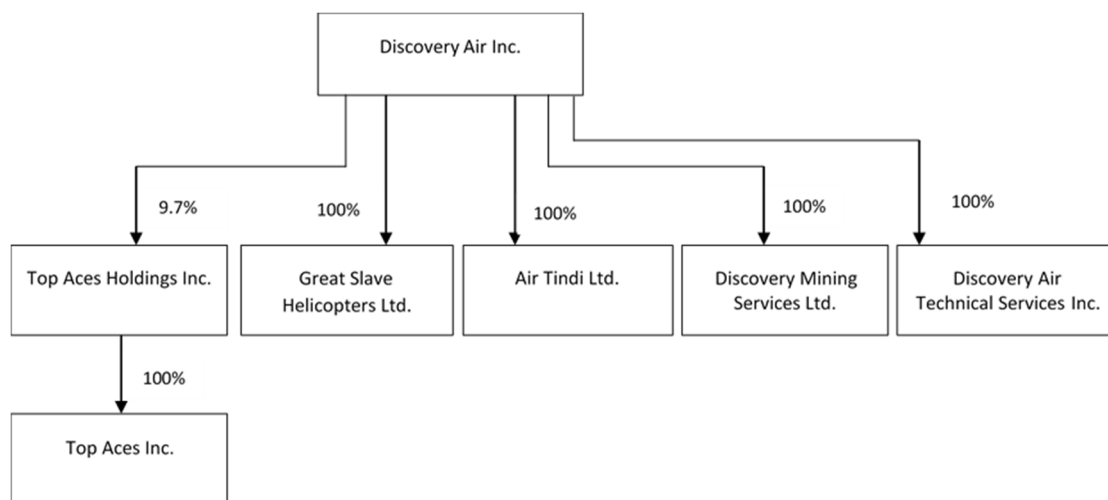 Discovery Air Inc.
9.7%
100%
100%
100%
100%
Top Aces Holdings Inc.
Great Slave
Helicopters Ltd.
Air Tindi Ltd.
Discovery Mining
Services Ltd.
Discovery Air
Technical Services Inc.
100%
Top Aces Inc.